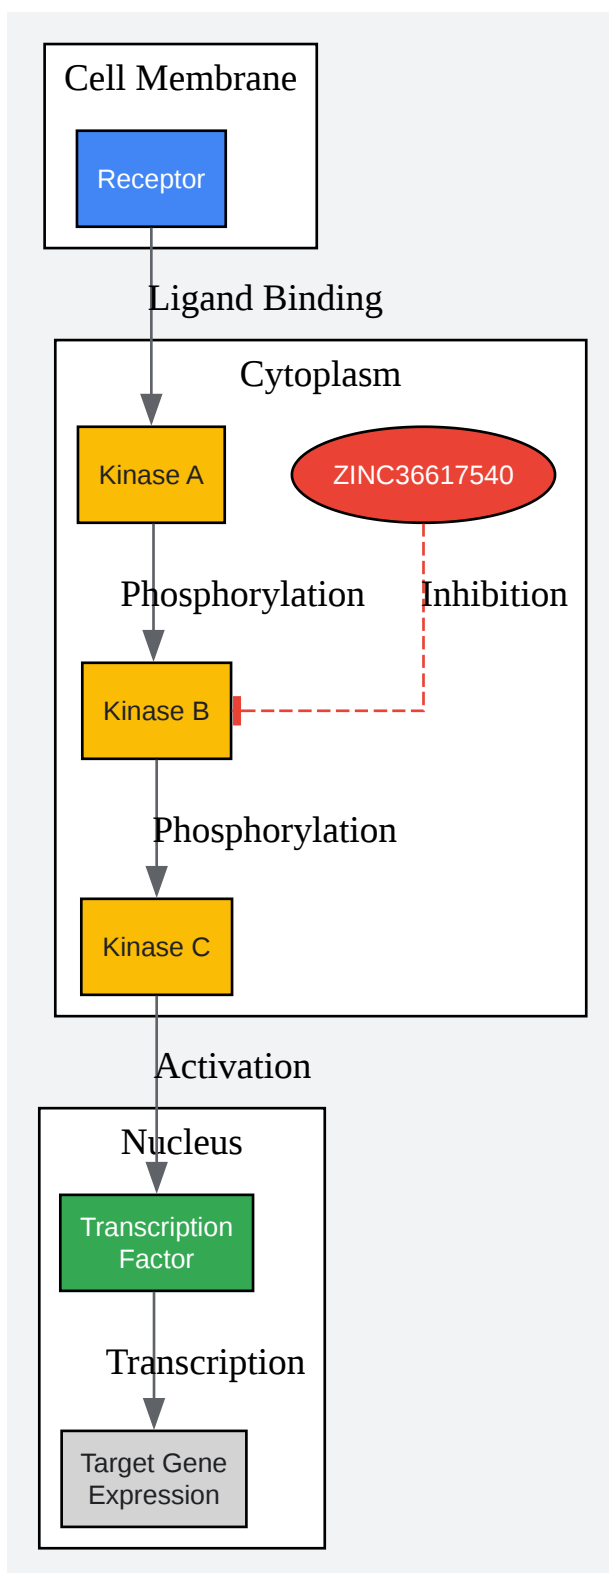 Cell Membrane
Receptor
Ligand Binding
Cytoplasm
Kinase A
ZINC36617540
Phosphorylation
Inhibition
Kinase B
Phosphorylation
Kinase C
Activation
Nucleus
Transcription
Factor
Transcription
Target Gene
Expression